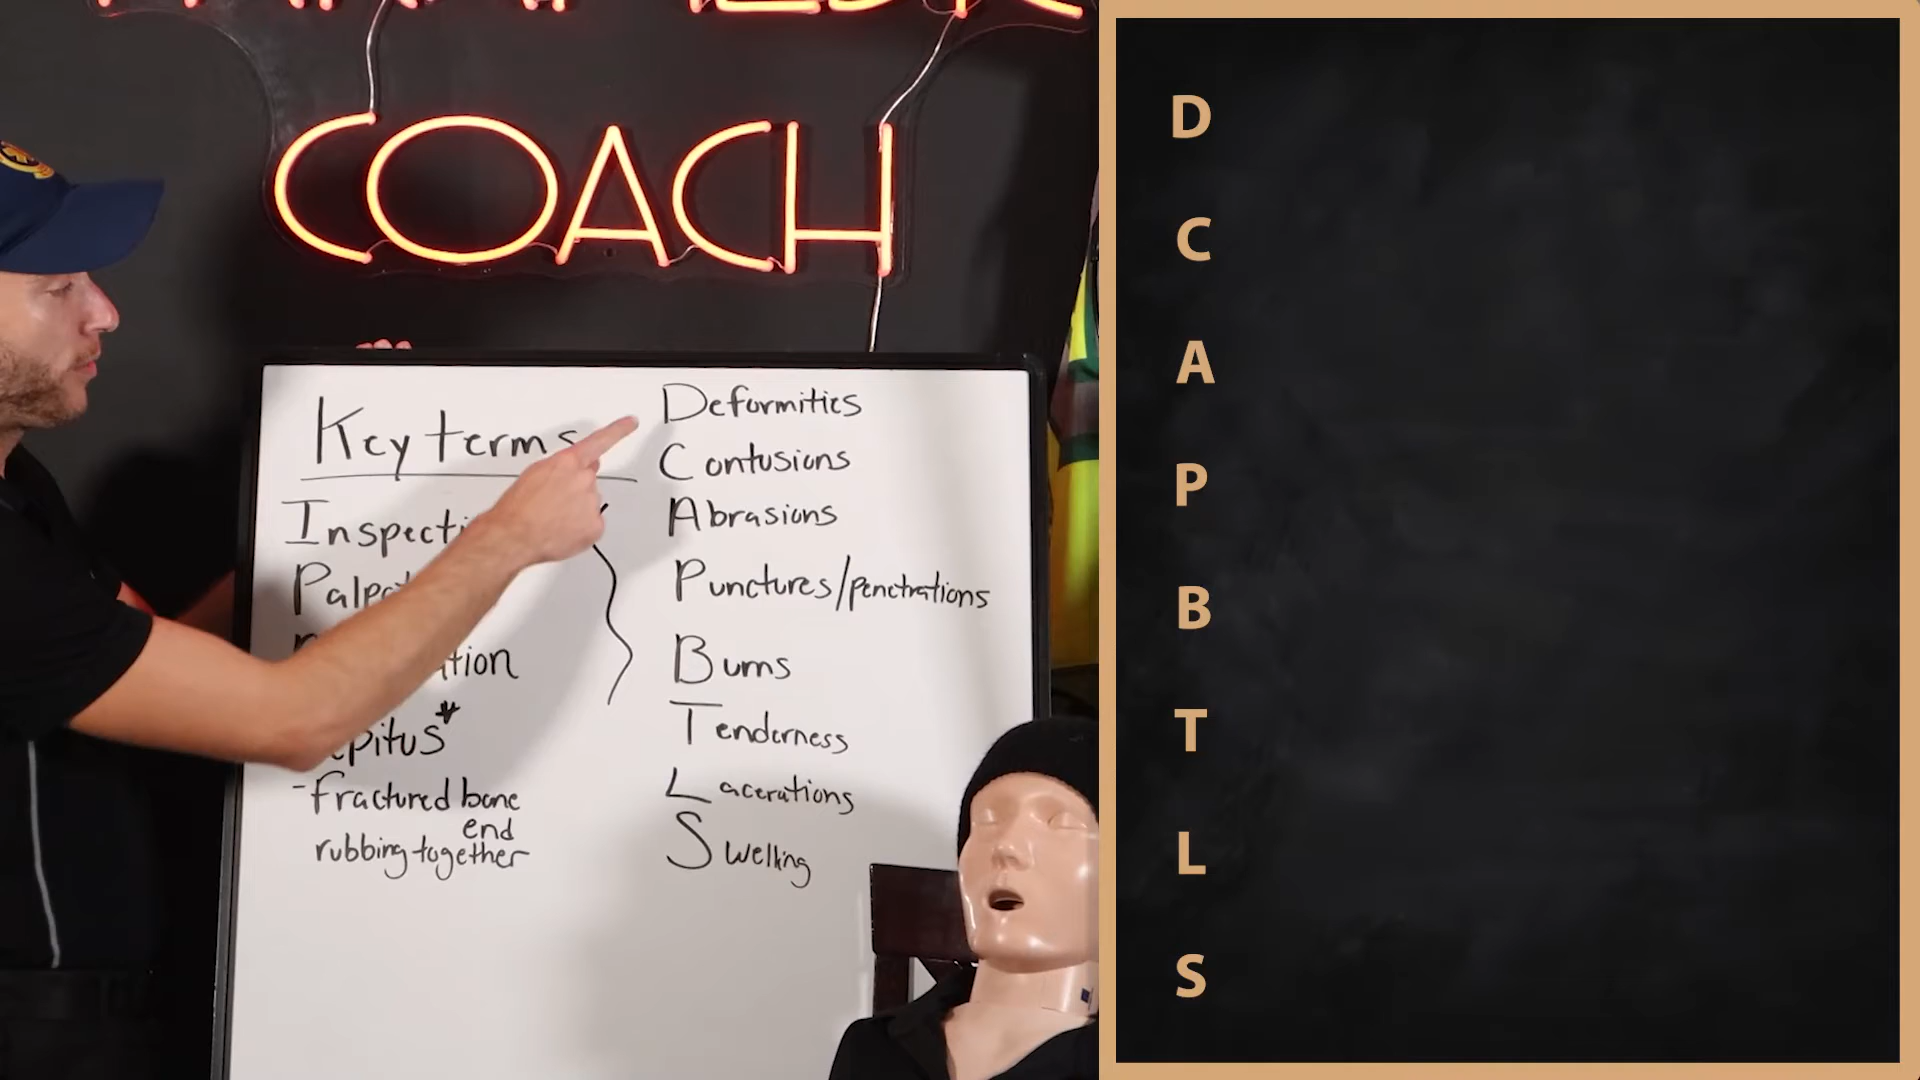 COACH
Key terms
Inspecti
Palpa
tion
pitus*
-fractured bone
end
rubbing together
Deformities
Contusions
Abrasions
Punctures/penetrations
Burns
Tenderness
Lacerations
Swelling
D
C
A
P
B
T
L
S